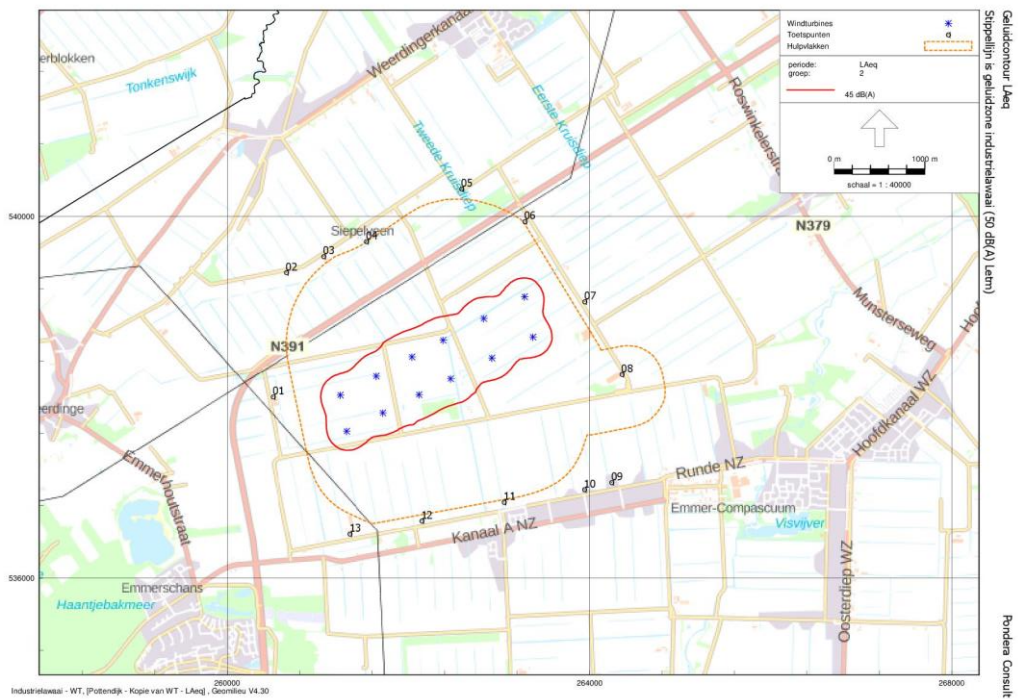 Geluidcontour LAeq
Stippellijn is geluidzone industrielawaai (50 dB(A) Letm)
Windturbines
Toetspunten
Hulpvlakken
periode: LAeq
groep: 2
45 dB(A)
0 m 1000 m
schaal = 1 : 40000
erblokken
Tonkenswijk
Weerdingerkanaal
Eerste Kruisdiep
Tweede Kruisdiep
Roswinkelerstra
05
06
540000
Siepelveen
04
03
02
N379
07
Munsterseweg
N391
08
01
erdinge
Hoofdkanaal WZ
Emmerhoutstraat
Runde NZ
09
10
11
12
13
Kanaal A NZ
Emmer-Compascuum
Visvijver
Oosterdiep WZ
536000
Emmerschans
Haantjebakmeer
260000
264000
268000
Industrielawaai - WT, [Pottendijk - Kopie van WT - LAeq] , Geomilieu V4.30
Pondera Consult